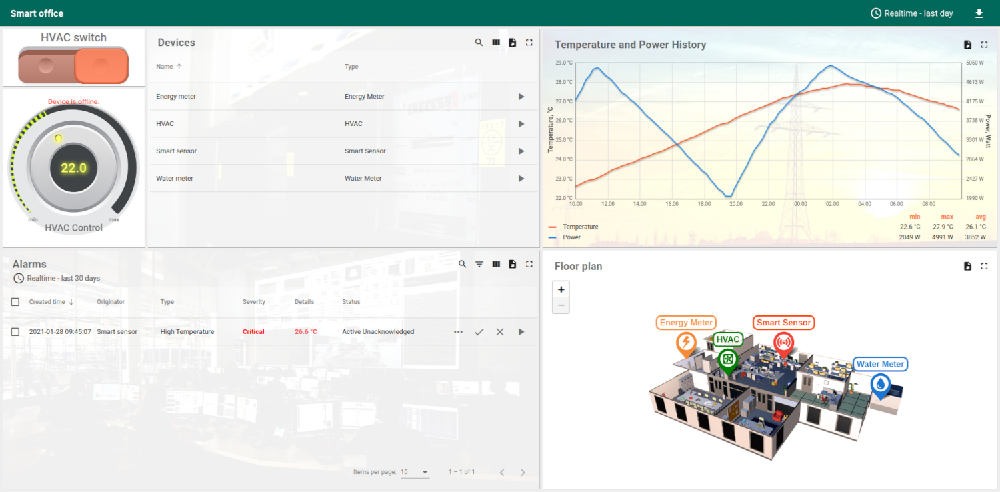 Smart office
Realtime - last day
HVAC switch
Device is offline.
22.0
min
max
HVAC Control
Devices
Name Type
Energy meter Energy Meter
HVAC HVAC
Smart sensor Smart Sensor
Water meter Water Meter
Temperature and Power History
29.0 °C 5050 W
28.0 °C 4613 W
27.0 °C 4175 W
26.0 °C 3738 W
25.0 °C 3301 W
24.0 °C 2864 W
23.0 °C 2427 W
22.0 °C 1990 W
Temperature, °C
Power, Watt
10:00 12:00 14:00 16:00 18:00 20:00 22:00 00:00 02:00 04:00 06:00 08:00
min max avg
Temperature 22.6 °C 27.9 °C 26.1 °C
Power 2049 W 4991 W 3852 W
Alarms
Realtime - last 30 days
Created time Originator Type Severity Details Status
2021-01-28 09:45:07 Smart sensor High Temperature Critical 26.6 °C Active Unacknowledged
Items per page: 10 1 – 1 of 1
Floor plan
+
−
Energy Meter
Smart Sensor
HVAC
Water Meter